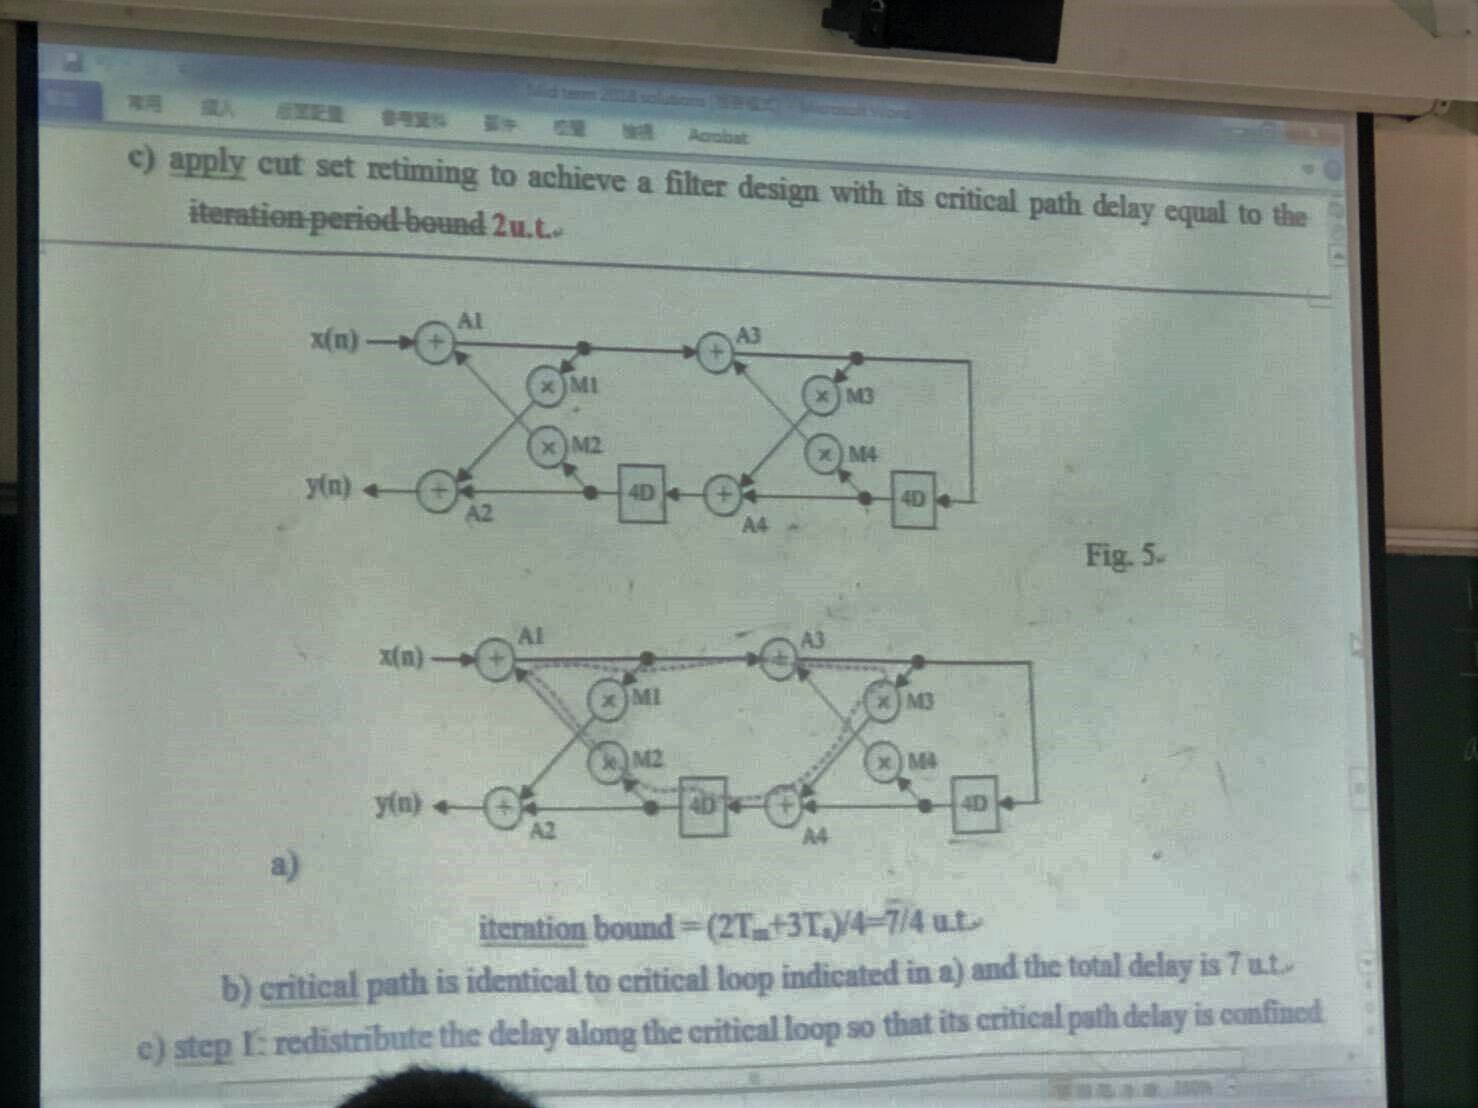 Mid term 2018 solutions Microsoft Word
常用 插入 版面配置 參考資料 郵件 校閱 檢視 Acrobat
c) apply cut set retiming to achieve a filter design with its critical path delay equal to the
iteration period bound 2u.t.
A1 A3
x(n) + +
× M1 × M3
× M2 × M4
y(n) + 4D + 4D
A2 A4
Fig. 5
A1 A3
x(n) + +
× M1 × M3
× M2 × M4
y(n) + 4D + 4D
A2 A4
a)
iteration bound = (2Tm+3Ta)/4=7/4 u.t.
b) critical path is identical to critical loop indicated in a) and the total delay is 7 u.t.
c) step I: redistribute the delay along the critical loop so that its critical path delay is confined
100%